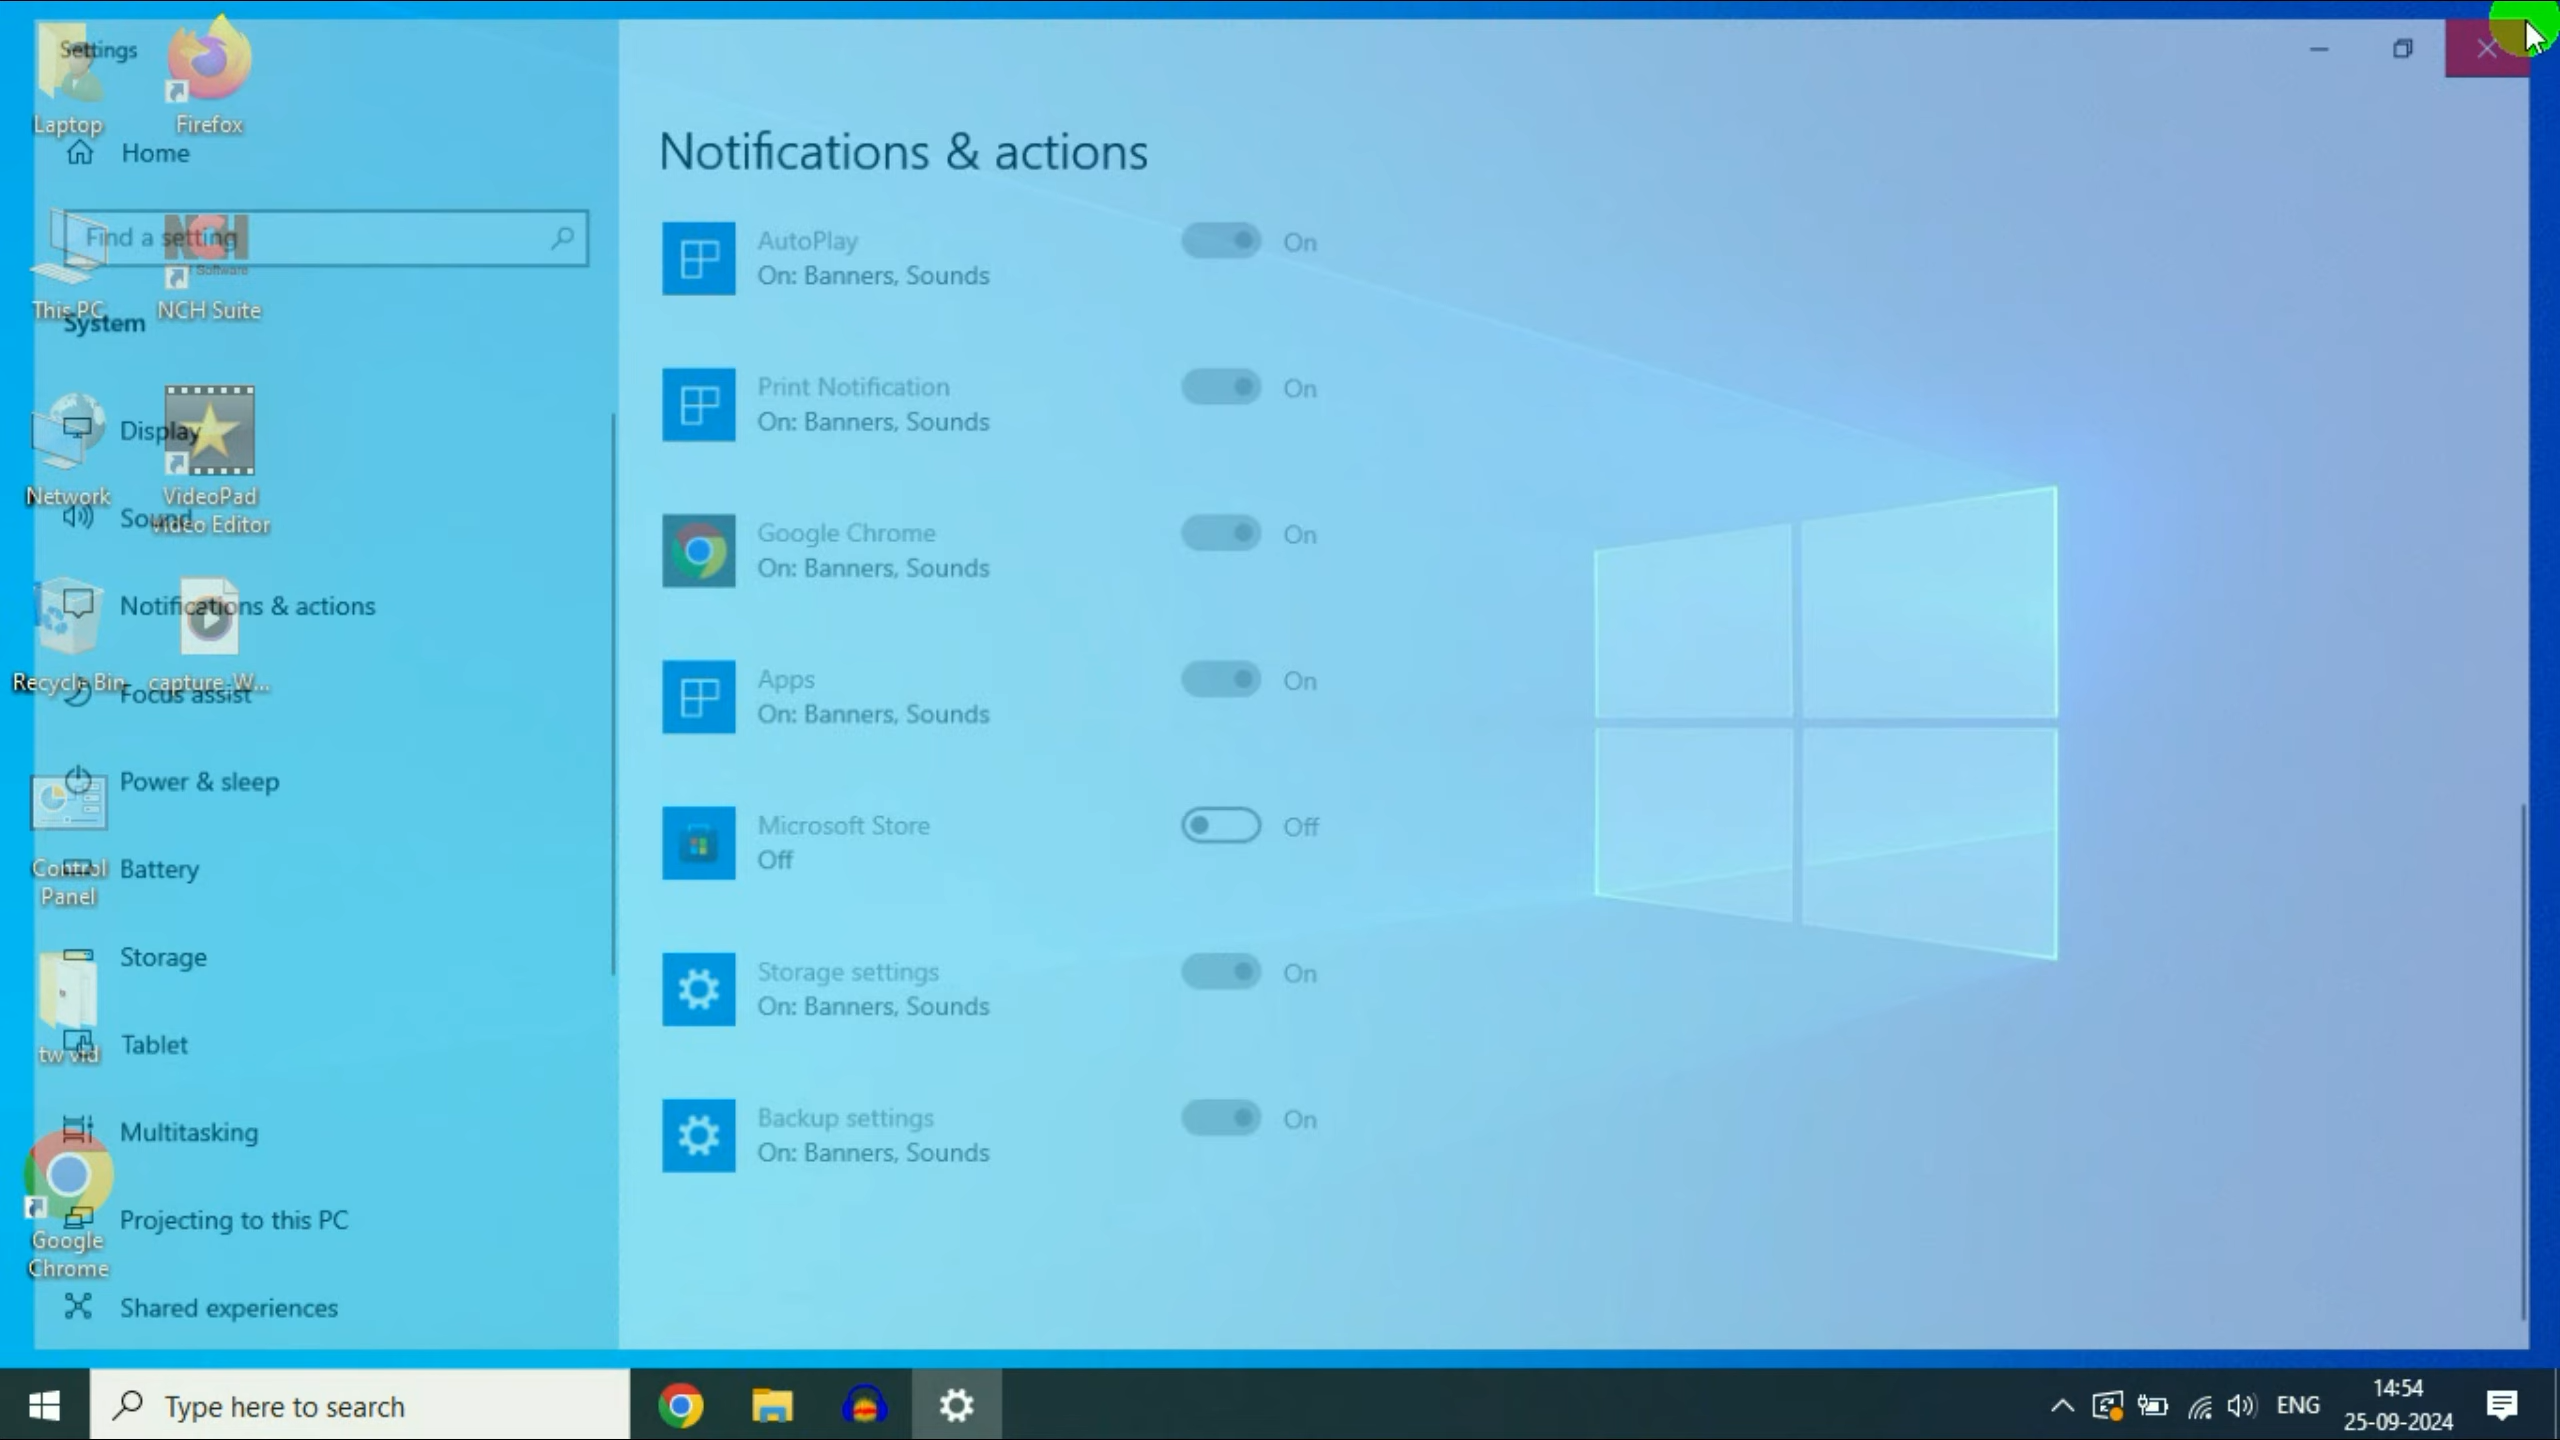 Settings
Laptop
Firefox
Home
Find a setting
NCH
Software
This PC
NCH Suite
System
Display
Network
VideoPad
Video Editor
Sound
Notifications & actions
Recycle Bin
capture_W...
Focus assist
Power & sleep
Control
Panel
Battery
Storage
tw vid
Tablet
Multitasking
Projecting to this PC
Google
Chrome
Shared experiences
Notifications & actions
AutoPlay
On
On: Banners, Sounds
Print Notification
On
On: Banners, Sounds
Google Chrome
On
On: Banners, Sounds
Apps
On
On: Banners, Sounds
Microsoft Store
Off
Off
Storage settings
On
On: Banners, Sounds
Backup settings
On
On: Banners, Sounds
Type here to search
ENG
14:54
25-09-2024